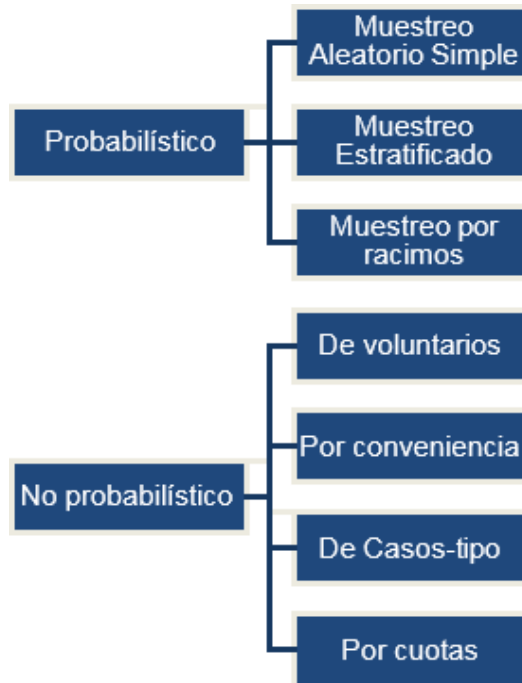 Probabilístico
Muestreo
Aleatorio Simple
Muestreo
Estratificado
Muestreo por
racimos
No probabilístico
De voluntarios
Por conveniencia
De Casos-tipo
Por cuotas